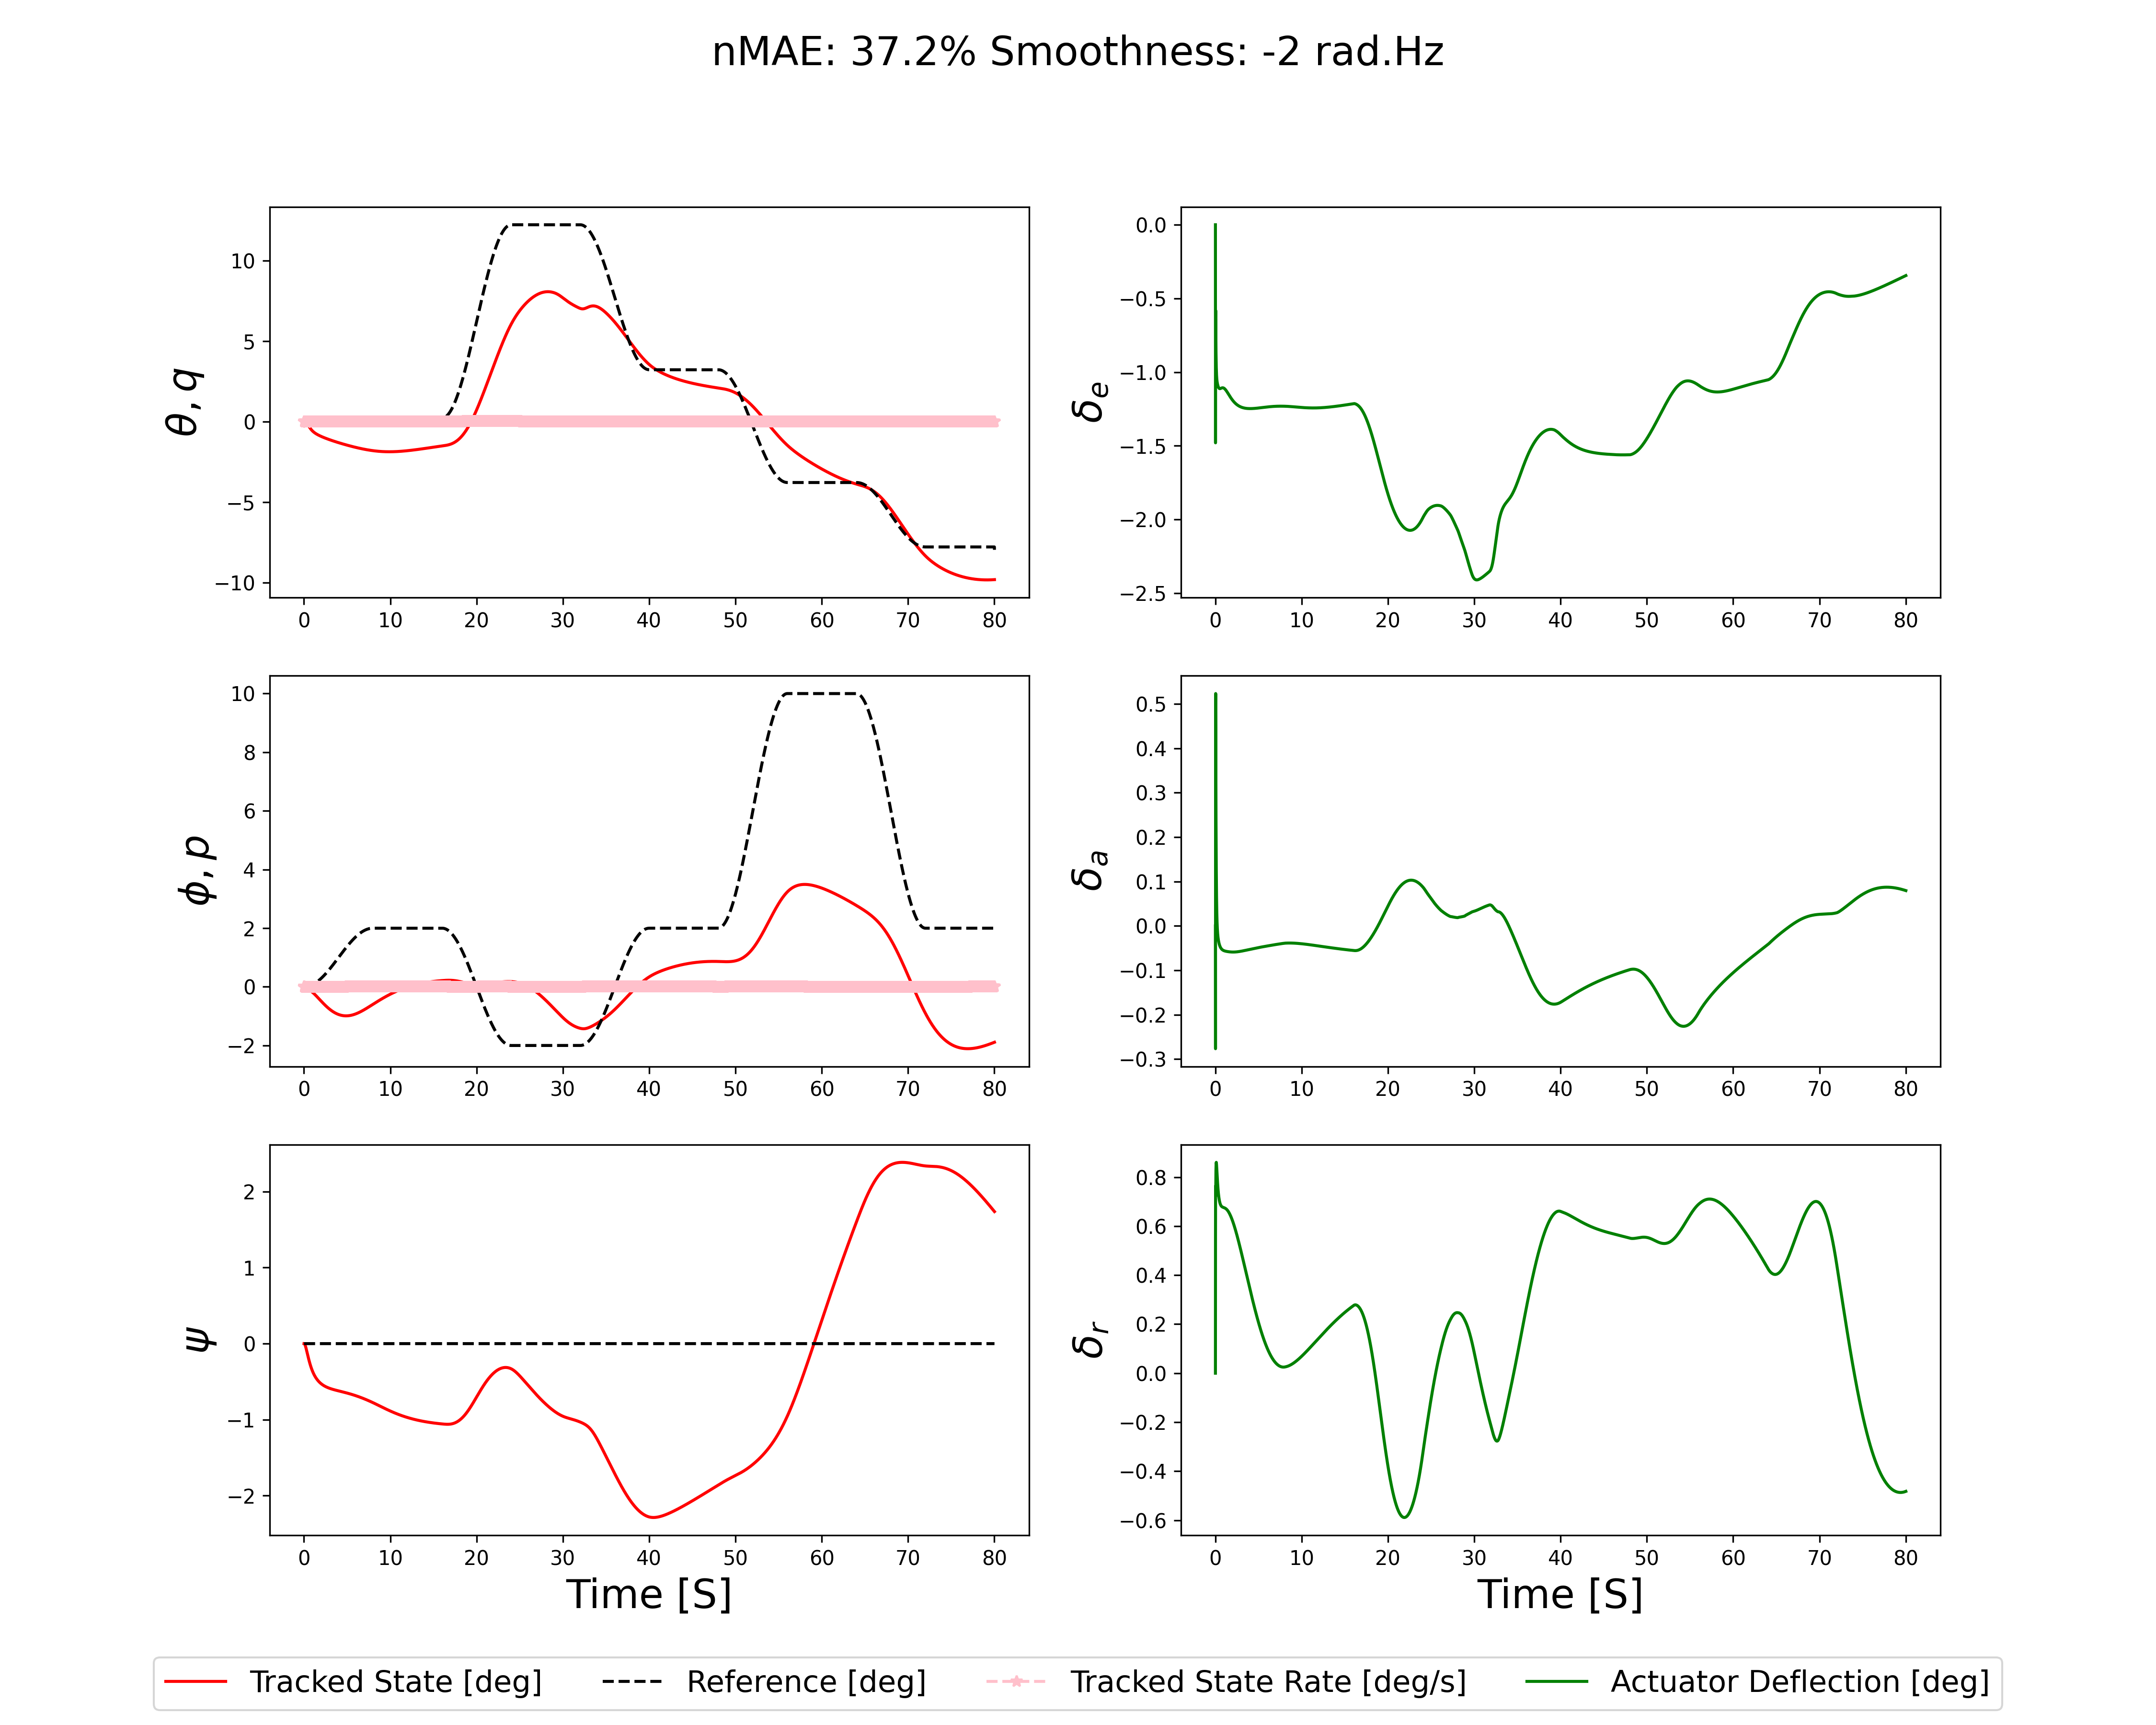 nMAE: 37.2% Smoothness: -2 rad.Hz
θ, q
10
5
0
−5
−10
0 10 20 30 40 50 60 70 80
δe
0.0
−0.5
−1.0
−1.5
−2.0
−2.5
0 10 20 30 40 50 60 70 80
ϕ, p
10
8
6
4
2
0
−2
0 10 20 30 40 50 60 70 80
δa
0.5
0.4
0.3
0.2
0.1
0.0
−0.1
−0.2
−0.3
0 10 20 30 40 50 60 70 80
ψ
2
1
0
−1
−2
0 10 20 30 40 50 60 70 80
Time [S]
δr
0.8
0.6
0.4
0.2
0.0
−0.2
−0.4
−0.6
0 10 20 30 40 50 60 70 80
Time [S]
Tracked State [deg] Reference [deg] Tracked State Rate [deg/s] Actuator Deflection [deg]